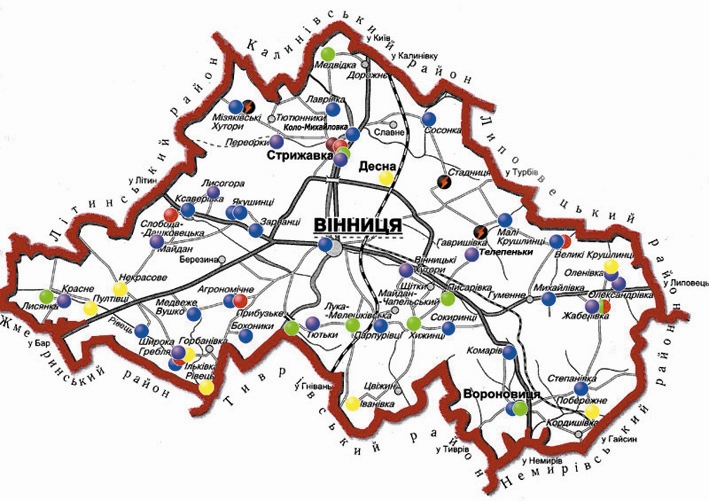 Калинівський район
у Київ
у Калинівку
Медвідка
Дорожнє
Лаврівка
Мізяківські
Хутори
Тютюнники
Коло-Михайлівка
Славне
Сосонка
Переорки
Стрижавка
Десна
Стадниця
у Турбів
Липовецький район
Літинський район
у Літин
Лисогора
Ксаверівка
Якушинці
Зарванці
Слобода-
Дашковецька
Майдан
Березина
ВІННИЦЯ
Вінницькі
Хутори
Гавришівка
Телепеньки
Малі
Крушлинці
Великі Крушлинці
Оленівка
у Липовець
Олександрівка
Жабелівка
Михайлівка
Гуменне
Писарівка
Щітки
Майдан-
Чапельський
Некрасове
Красне
Лисянка
Пултівці
Агрономічне
Медвеже
Вушко
Прибузьке
Бохоники
Лука-
Мелешківська
Тютьки
Парпурівці
Хижинці
Сокиринці
Рівець
Широка
Гребля
Горбанівка
Ільківка
Рівець
у Бар
Жмеринський район
у Гнівань
Цвіжин
Іванівка
Комарів
Вороновиця
Степанівка
Побережне
Кордишівка
у Гайсин
у Тиврів
у Немирів
Тиврівський район
Немирівський район